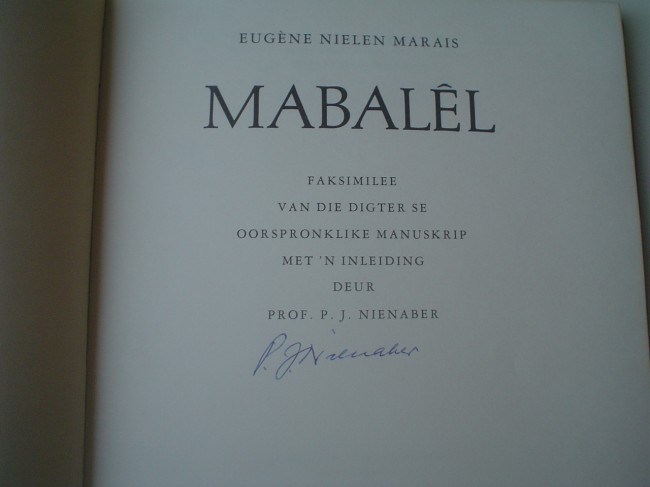 EUGÈNE NIELEN MARAIS
MABALÊL
FAKSIMILEE
VAN DIE DIGTER SE
OORSPRONKLIKE MANUSKRIP
MET 'N INLEIDING
DEUR
PROF. P. J. NIENABER
P. J. Nienaber